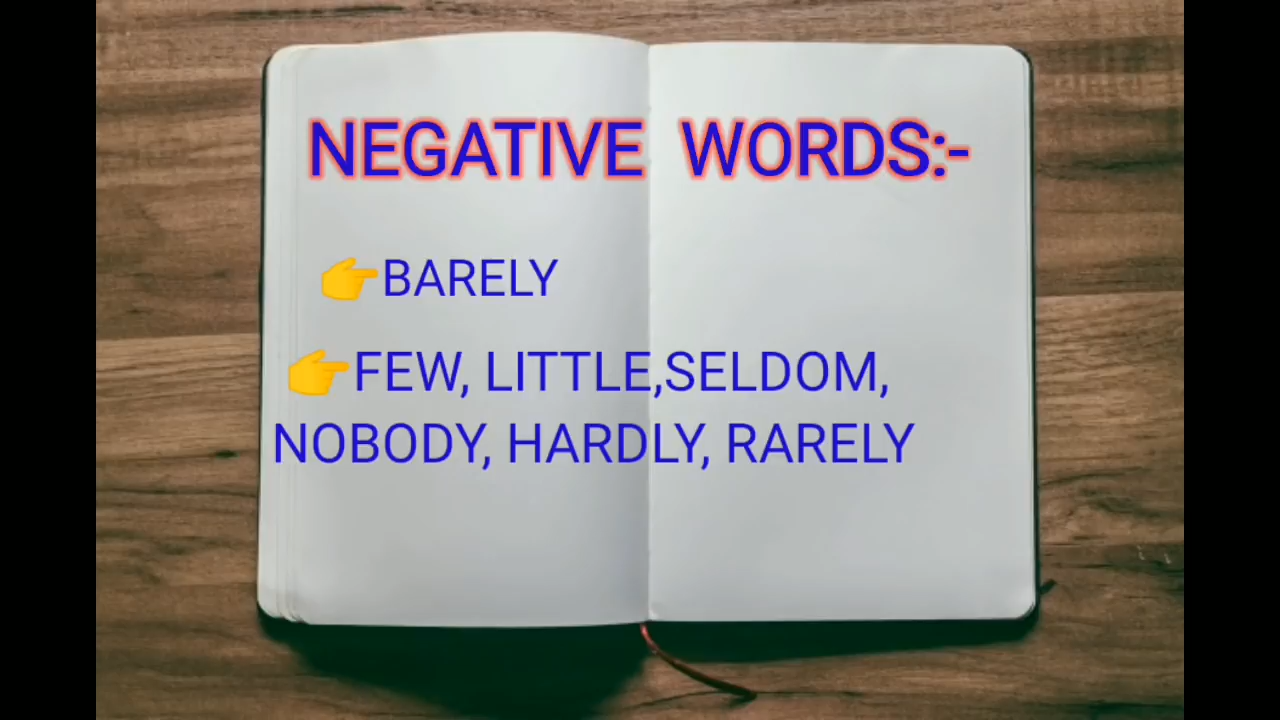 NEGATIVE WORDS:-
👉BARELY
👉FEW, LITTLE,SELDOM,
NOBODY, HARDLY, RARELY